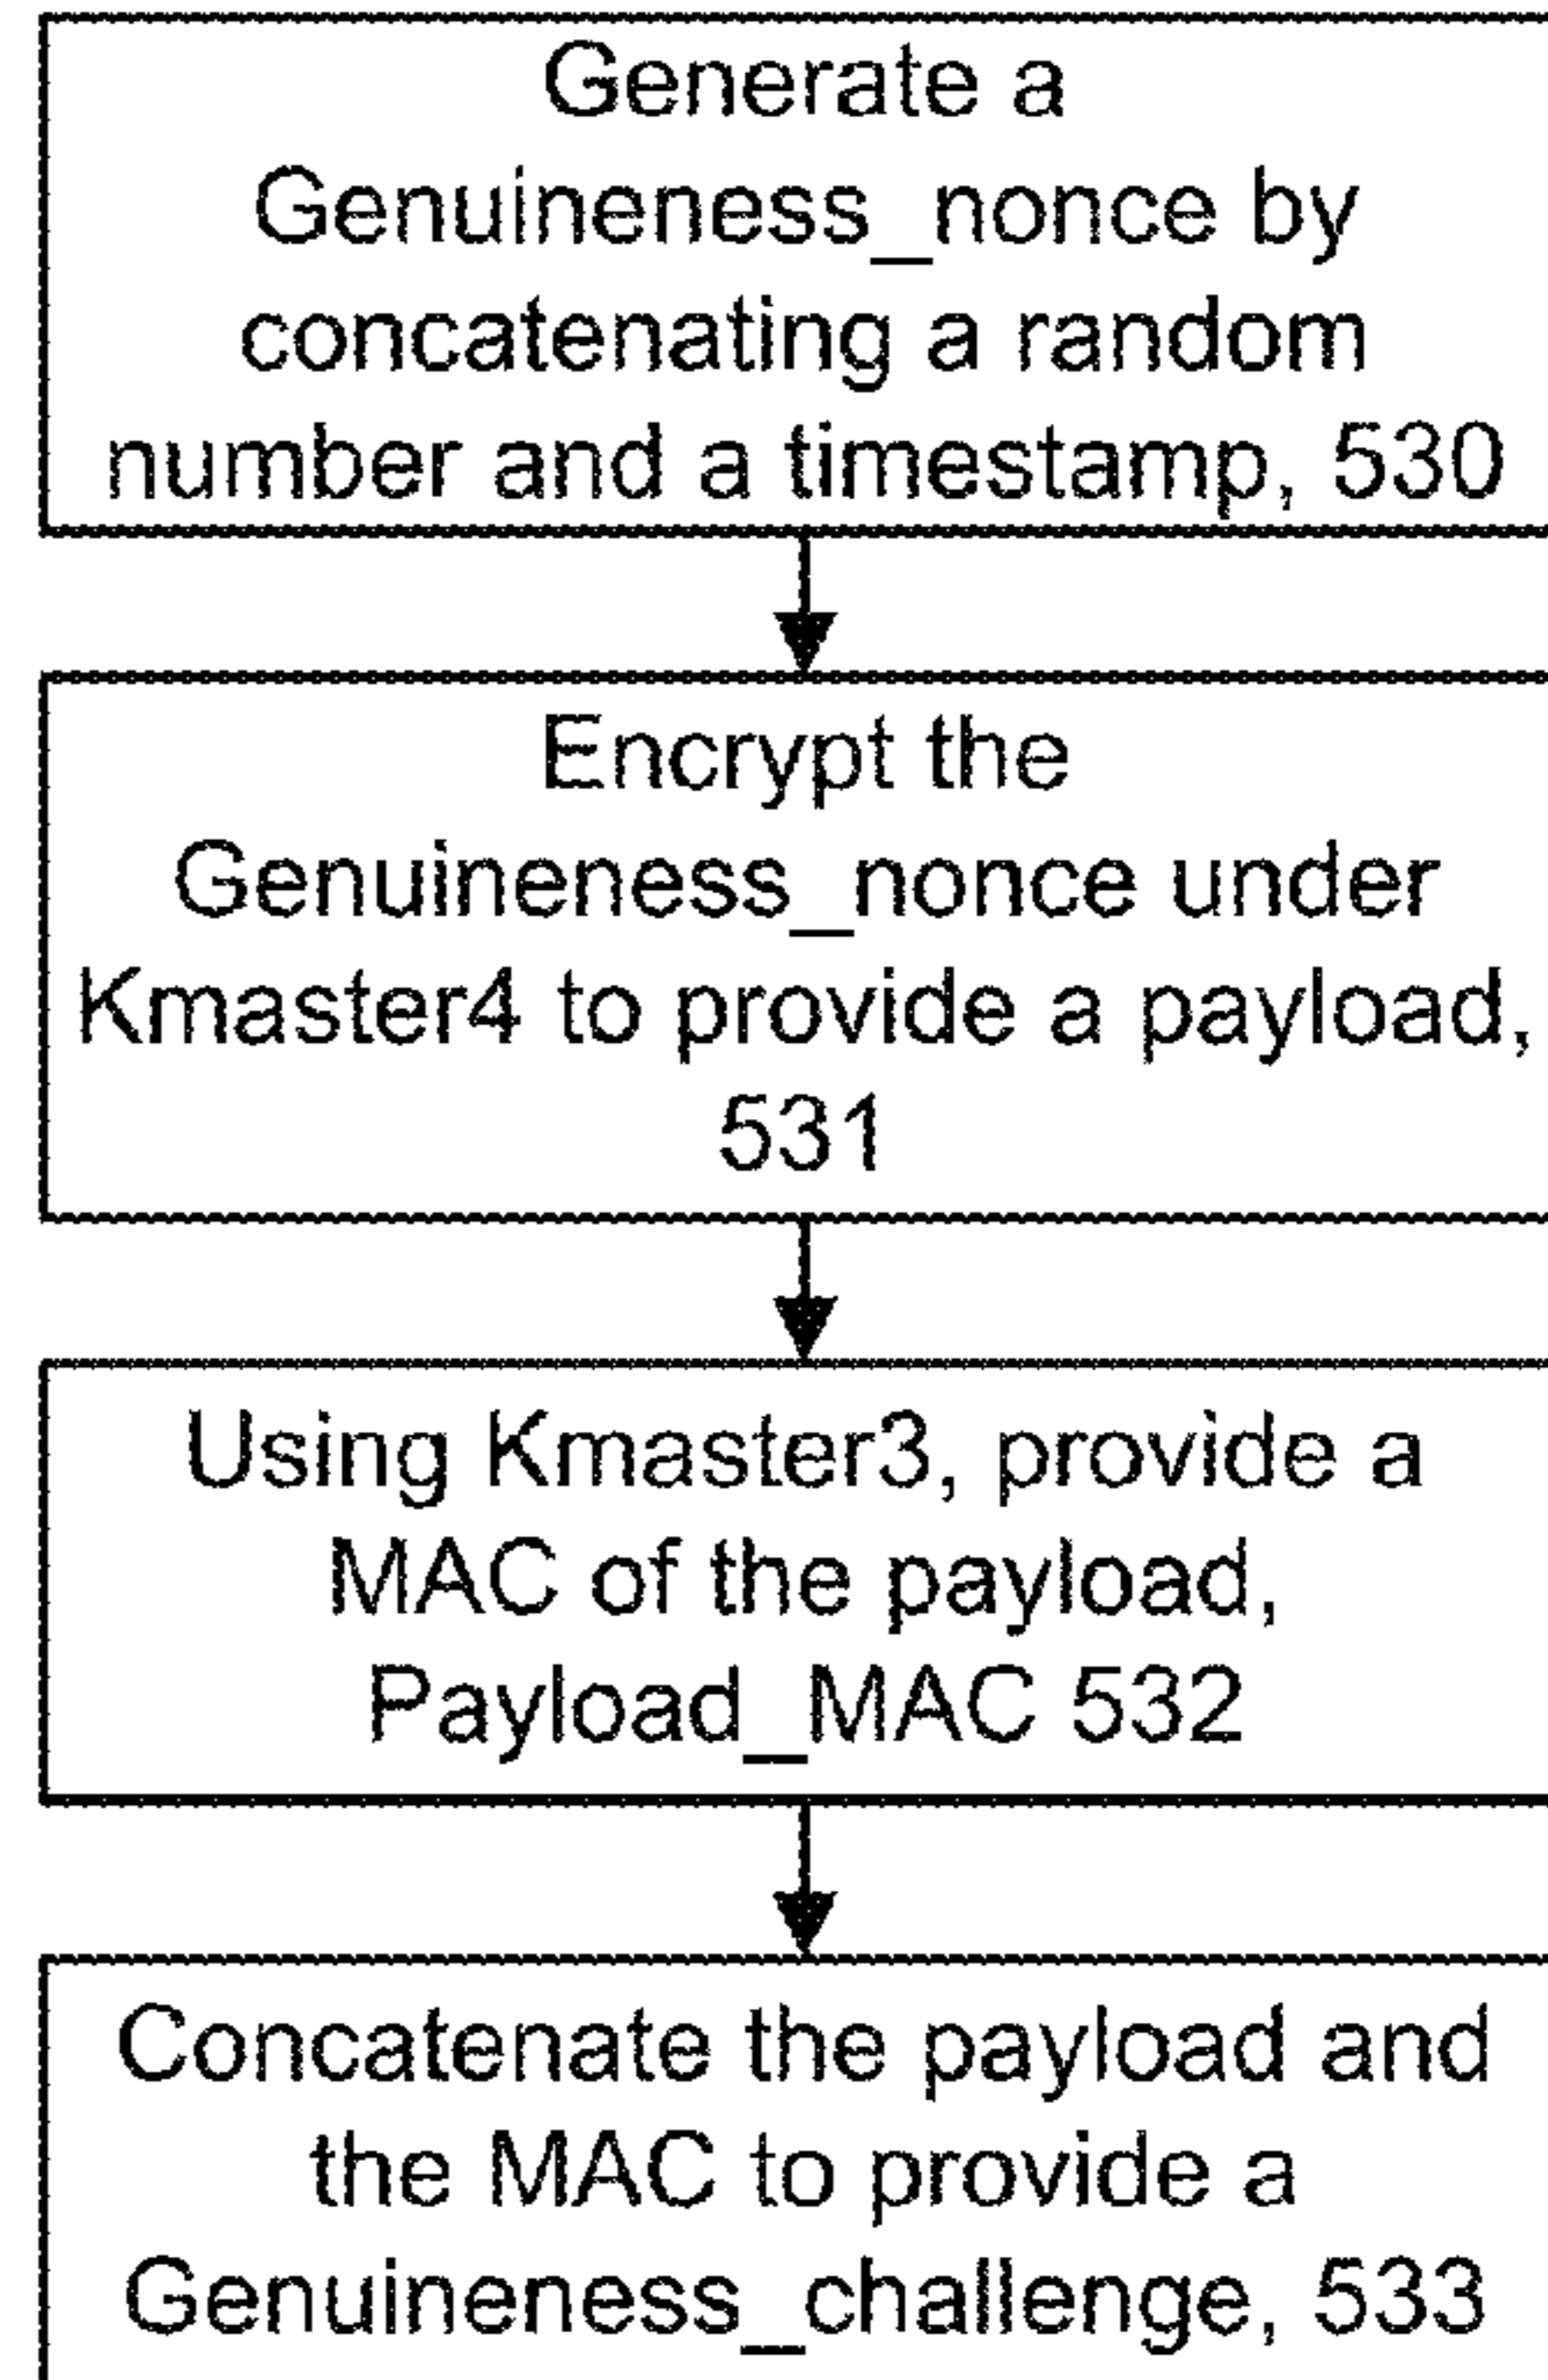 Generate a
Genuineness_nonce by
concatenating a random
number and a timestamp, 530
Encrypt the
Genuineness_nonce under
Kmaster4 to provide a payload,
531
Using Kmaster3, provide a
MAC of the payload,
Payload_MAC 532
Concatenate the payload and
the MAC to provide a
Genuineness_challenge, 533